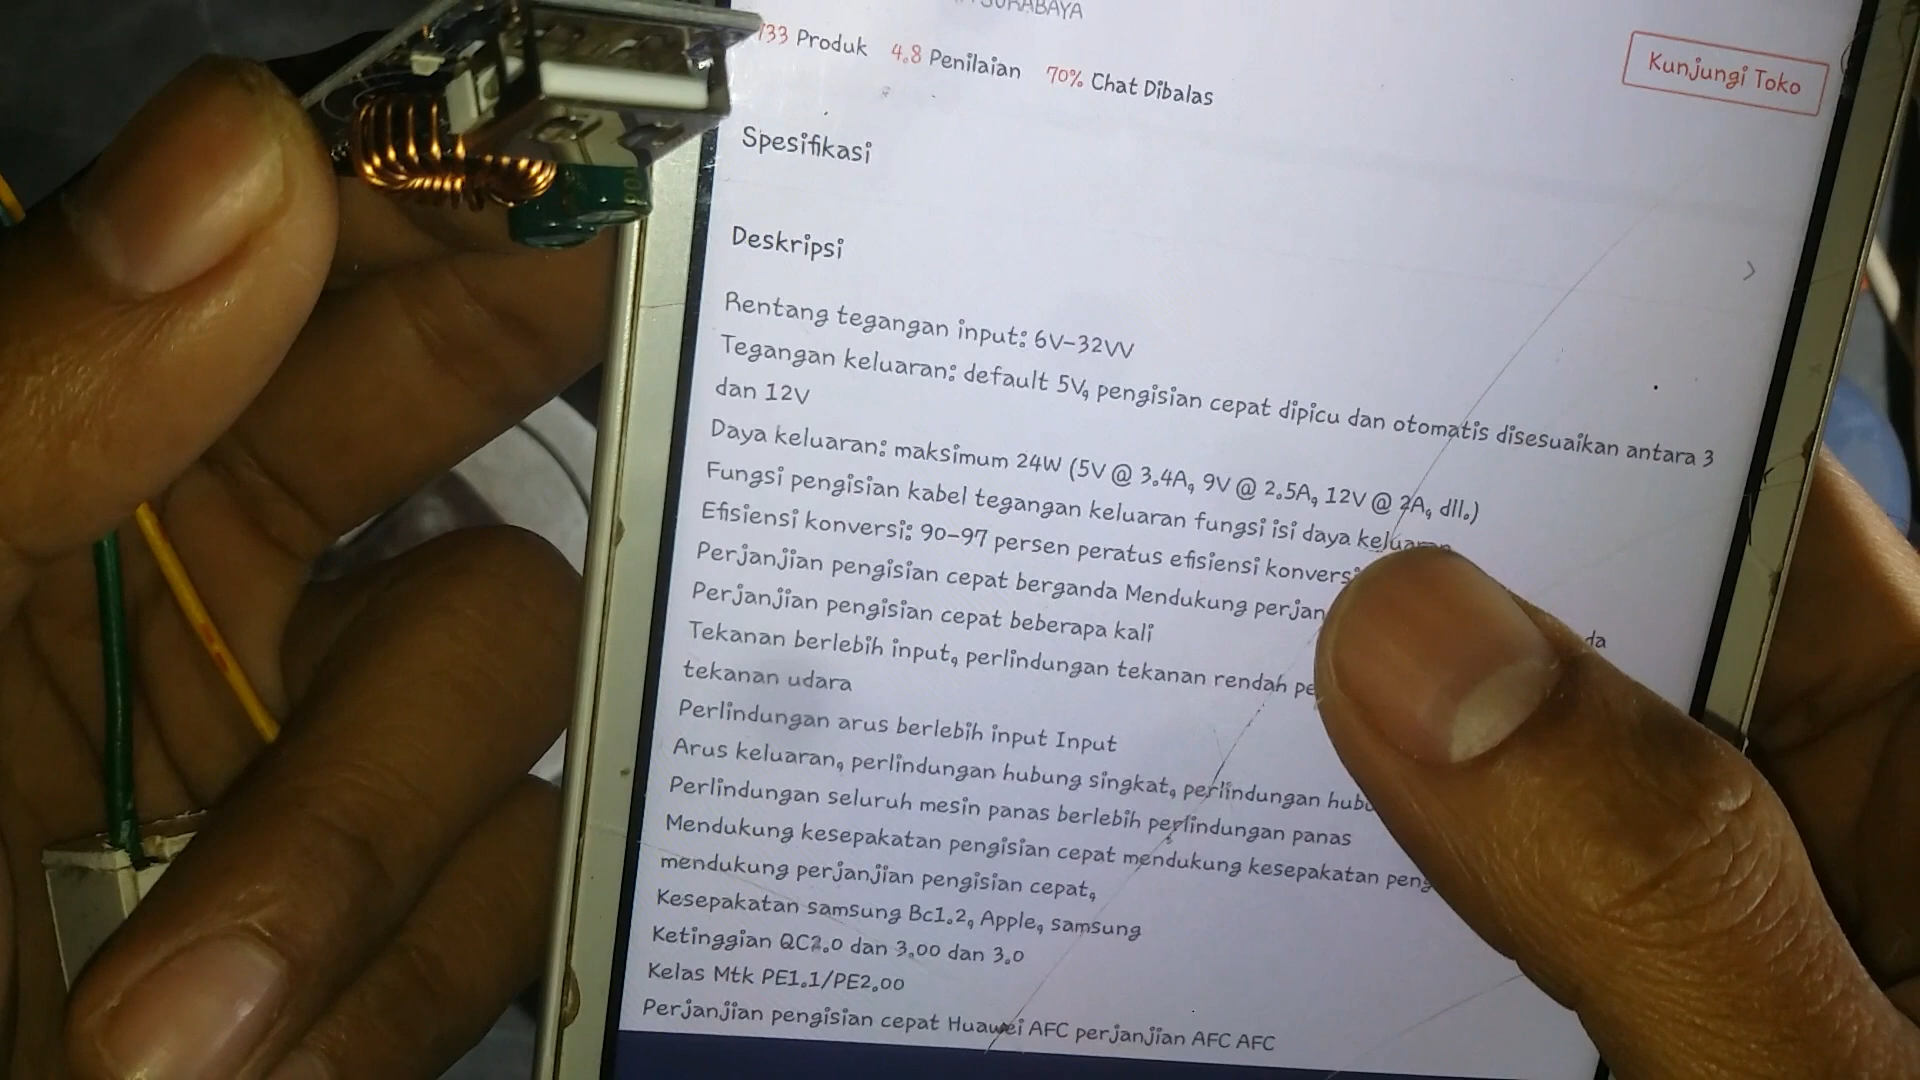 SURABAYA
133 Produk 4.8 Penilaian 70% Chat Dibalas
Kunjungi Toko
Spesifikasi
Deskripsi
Rentang tegangan input: 6V-32VV
Tegangan keluaran: default 5V, pengisian cepat dipicu dan otomatis disesuaikan antara 3
dan 12V
Daya keluaran: maksimum 24W (5V @ 3.4A, 9V @ 2.5A, 12V @ 2A, dll.)
Fungsi pengisian kabel tegangan keluaran fungsi isi daya keluaran
Efisiensi konversi: 90-97 persen peratus efisiensi konversi
Perjanjian pengisian cepat berganda Mendukung perjan da
Perjanjian pengisian cepat beberapa kali
Tekanan berlebih input, perlindungan tekanan rendah pe
tekanan udara
Perlindungan arus berlebih input Input
Arus keluaran, perlindungan hubung singkat, perlindungan hubu
Perlindungan seluruh mesin panas berlebih perlindungan panas
Mendukung kesepakatan pengisian cepat mendukung kesepakatan peng
mendukung perjanjian pengisian cepat,
Kesepakatan samsung Bc1.2, Apple, samsung
Ketinggian QC2.0 dan 3.00 dan 3.0
Kelas Mtk PE1.1/PE2.00
Perjanjian pengisian cepat Huawei AFC perjanjian AFC AFC